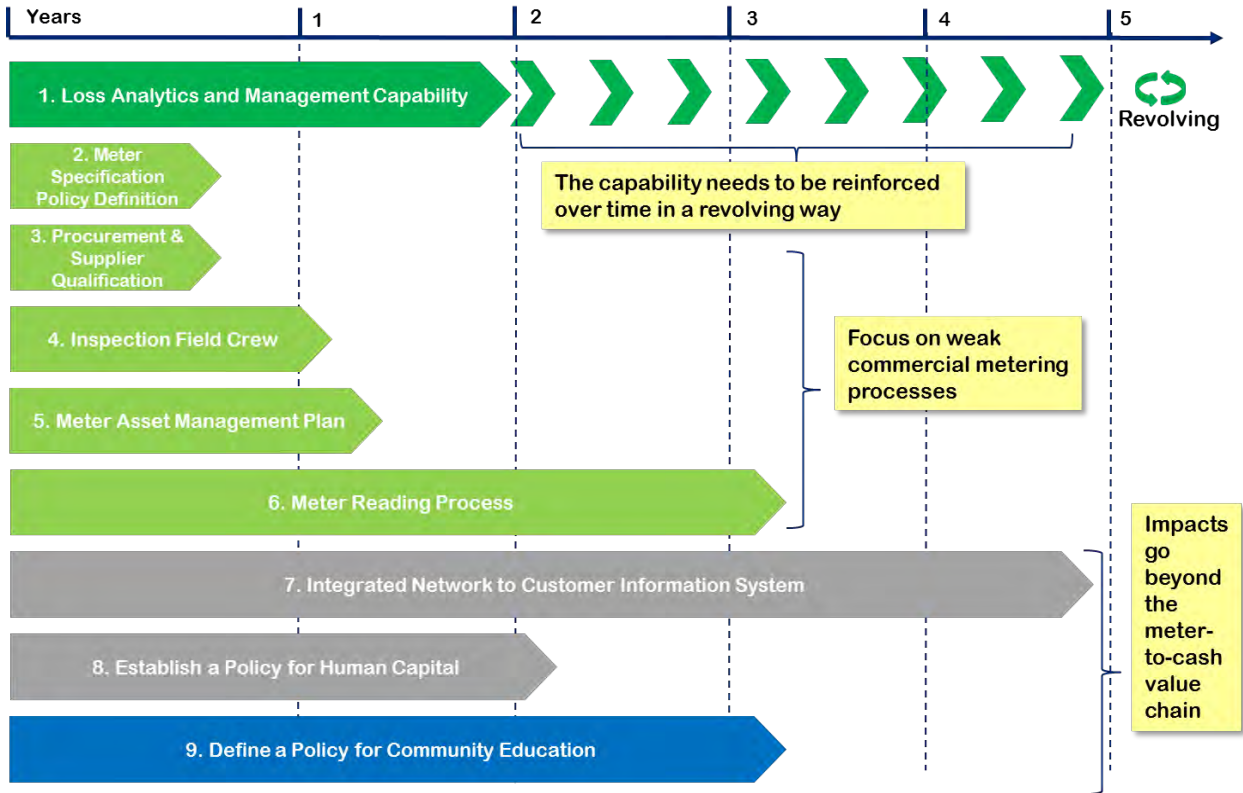 Years
1
2
3
4
5
1. Loss Analytics and Management Capability
Revolving
2. Meter
Specification
Policy Definition
The capability needs to be reinforced
over time in a revolving way
3. Procurement &
Supplier
Qualification
4. Inspection Field Crew
Focus on weak
commercial metering
processes
5. Meter Asset Management Plan
6. Meter Reading Process
Impacts
go
beyond
the
meter-
to-cash
value
chain
7. Integrated Network to Customer Information System
8. Establish a Policy for Human Capital
9. Define a Policy for Community Education